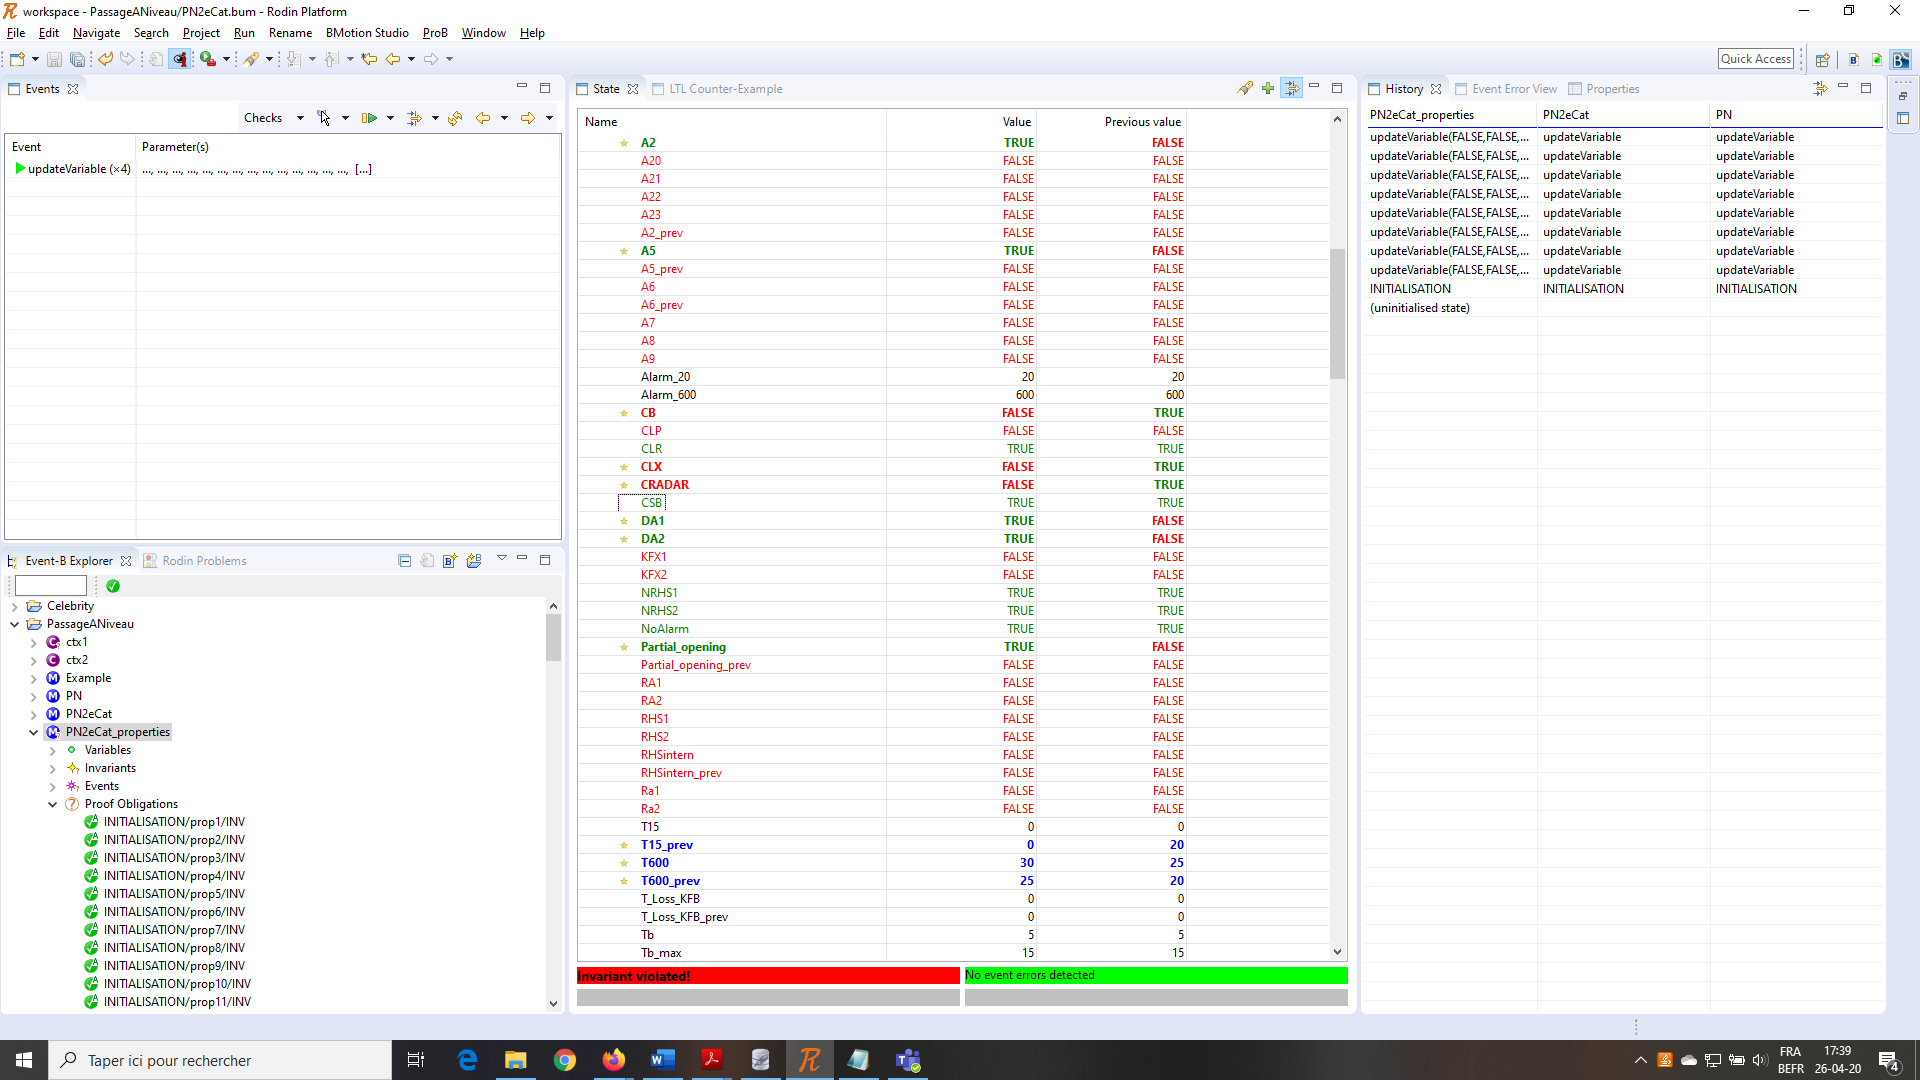 workspace - PassageANiveau/PN2eCat.bum - Rodin Platform
File Edit Navigate Search Project Run Rename BMotion Studio ProB Window Help
Quick Access
Events
Checks
Event Parameter(s)
updateVariable (×4) ..., ..., ..., ..., ..., ..., ..., ..., ..., ..., ..., ..., ..., ..., [...]
Event-B Explorer Rodin Problems
Celebrity
PassageANiveau
ctx1
ctx2
Example
PN
PN2eCat
PN2eCat_properties
Variables
Invariants
Events
Proof Obligations
INITIALISATION/prop1/INV
INITIALISATION/prop2/INV
INITIALISATION/prop3/INV
INITIALISATION/prop4/INV
INITIALISATION/prop5/INV
INITIALISATION/prop6/INV
INITIALISATION/prop7/INV
INITIALISATION/prop8/INV
INITIALISATION/prop9/INV
INITIALISATION/prop10/INV
INITIALISATION/prop11/INV
State LTL Counter-Example
Name Value Previous value
A2 TRUE FALSE
A20 FALSE FALSE
A21 FALSE FALSE
A22 FALSE FALSE
A23 FALSE FALSE
A2_prev FALSE FALSE
A5 TRUE FALSE
A5_prev FALSE FALSE
A6 FALSE FALSE
A6_prev FALSE FALSE
A7 FALSE FALSE
A8 FALSE FALSE
A9 FALSE FALSE
Alarm_20 20 20
Alarm_600 600 600
CB FALSE TRUE
CLP FALSE FALSE
CLR TRUE TRUE
CLX FALSE TRUE
CRADAR FALSE TRUE
CSB TRUE TRUE
DA1 TRUE FALSE
DA2 TRUE FALSE
KFX1 FALSE FALSE
KFX2 FALSE FALSE
NRHS1 TRUE TRUE
NRHS2 TRUE TRUE
NoAlarm TRUE TRUE
Partial_opening TRUE FALSE
Partial_opening_prev FALSE FALSE
RA1 FALSE FALSE
RA2 FALSE FALSE
RHS1 FALSE FALSE
RHS2 FALSE FALSE
RHSintern FALSE FALSE
RHSintern_prev FALSE FALSE
Ra1 FALSE FALSE
Ra2 FALSE FALSE
T15 0 0
T15_prev 0 20
T600 30 25
T600_prev 25 20
T_Loss_KFB 0 0
T_Loss_KFB_prev 0 0
Tb 5 5
Tb_max 15 15
Invariant violated! No event errors detected
History Event Error View Properties
PN2eCat_properties PN2eCat PN
updateVariable(FALSE,FALSE,... updateVariable updateVariable
updateVariable(FALSE,FALSE,... updateVariable updateVariable
updateVariable(FALSE,FALSE,... updateVariable updateVariable
updateVariable(FALSE,FALSE,... updateVariable updateVariable
updateVariable(FALSE,FALSE,... updateVariable updateVariable
updateVariable(FALSE,FALSE,... updateVariable updateVariable
updateVariable(FALSE,FALSE,... updateVariable updateVariable
updateVariable(FALSE,FALSE,... updateVariable updateVariable
INITIALISATION INITIALISATION INITIALISATION
(uninitialised state)
Taper ici pour rechercher
FRA
BEFR
17:39
26-04-20
4